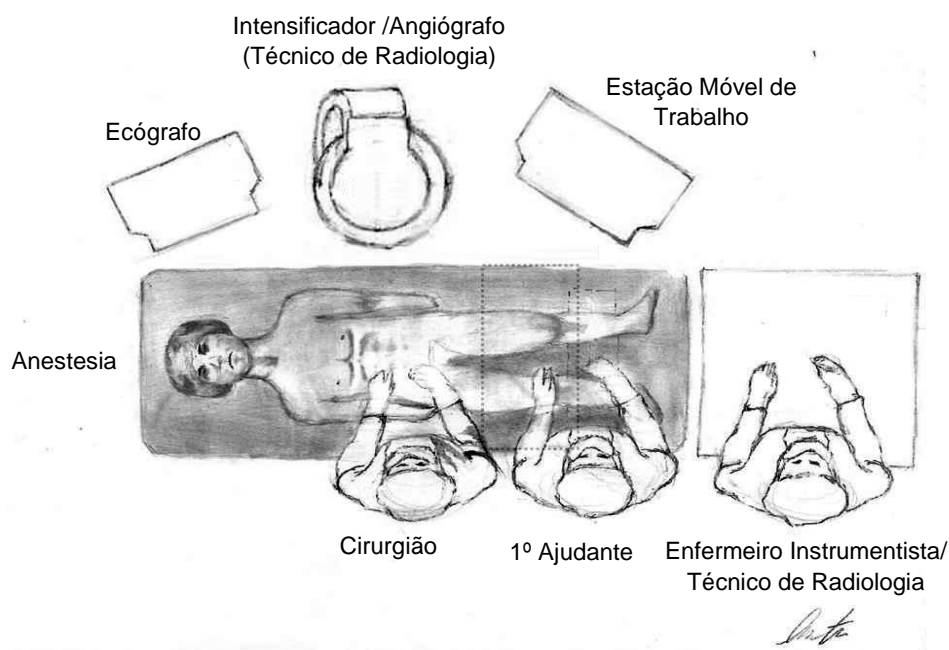 Intensificador /Angiógrafo
(Técnico de Radiologia)
Estação Móvel de
Trabalho
Ecógrafo
Anestesia
Cirurgião
1º Ajudante
Enfermeiro Instrumentista/
Técnico de Radiologia